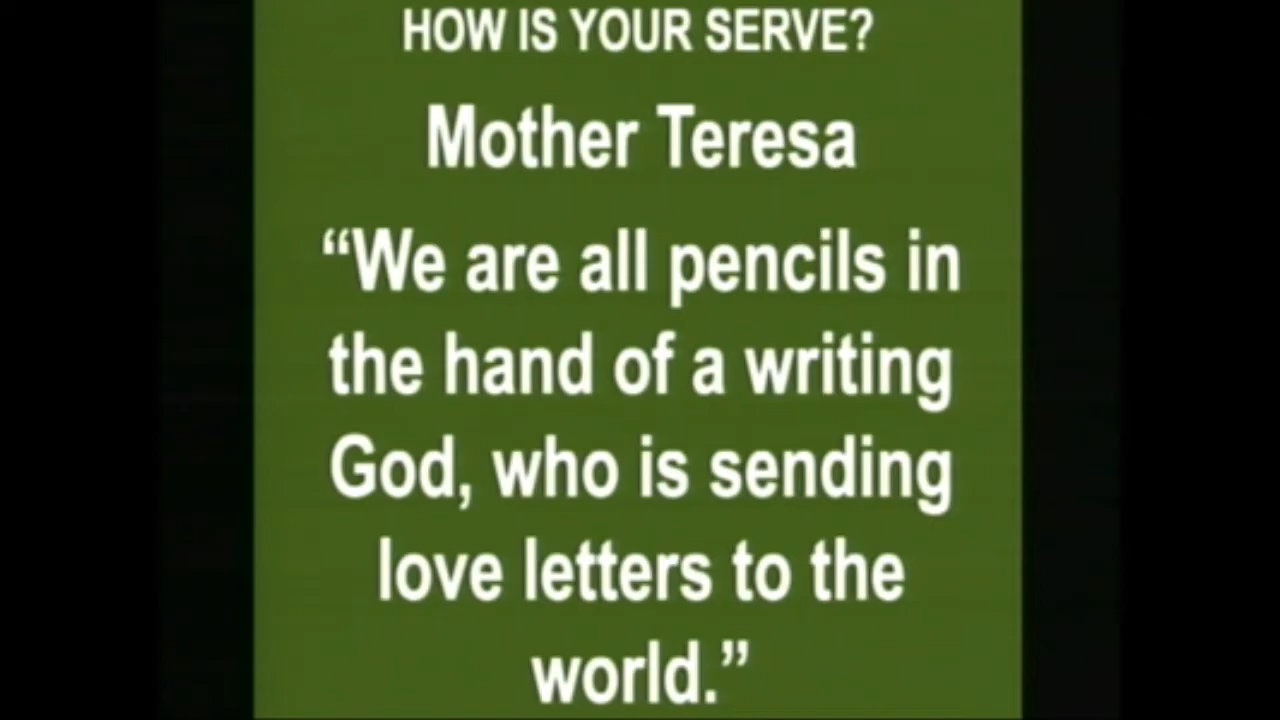 HOW IS YOUR SERVE?
Mother Teresa
“We are all pencils in
the hand of a writing
God, who is sending
love letters to the
world.”